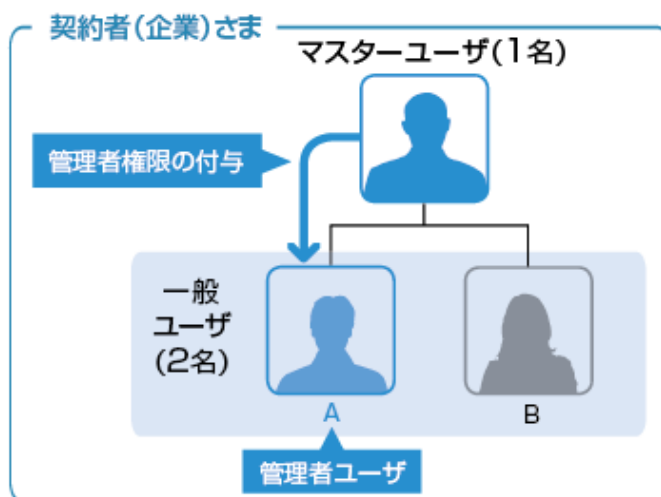 契約者(企業)さま
マスターユーザ(1名)
管理者権限の付与
一般
ユーザ
(2名)
A
B
管理者ユーザ